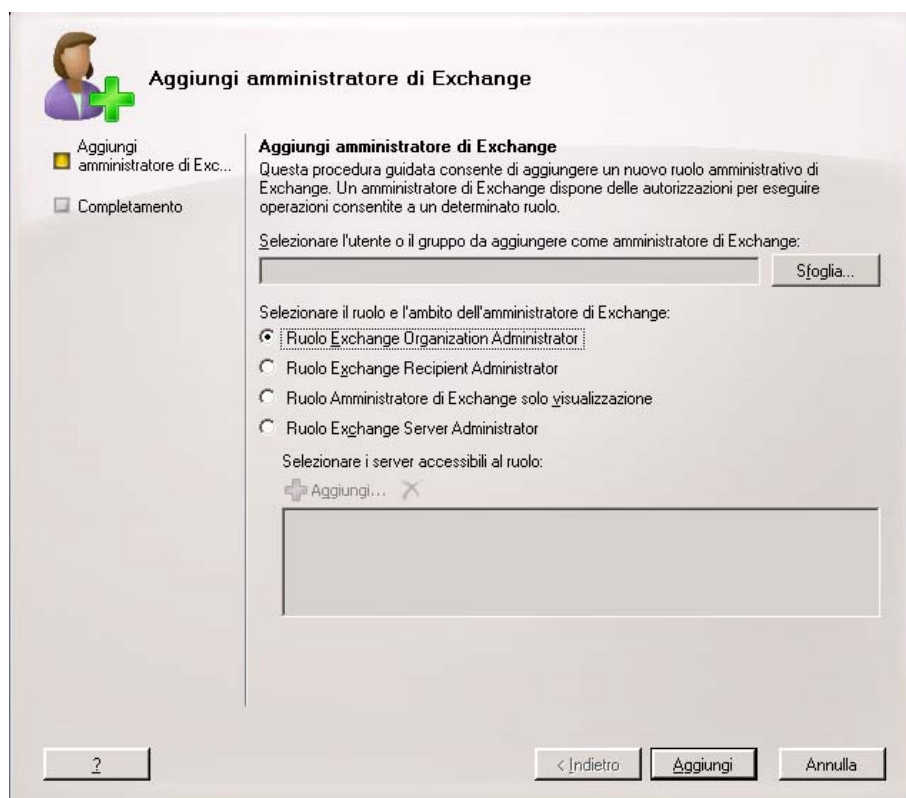 Aggiungi amministratore di Exchange
Aggiungi
amministratore di Exc...
Completamento
Aggiungi amministratore di Exchange
Questa procedura guidata consente di aggiungere un nuovo ruolo amministrativo di
Exchange. Un amministratore di Exchange dispone delle autorizzazioni per eseguire
operazioni consentite a un determinato ruolo.
Selezionare l'utente o il gruppo da aggiungere come amministratore di Exchange:
Sfoglia...
Selezionare il ruolo e l'ambito dell'amministratore di Exchange:
Ruolo Exchange Organization Administrator
Ruolo Exchange Recipient Administrator
Ruolo Amministratore di Exchange solo visualizzazione
Ruolo Exchange Server Administrator
Selezionare i server accessibili al ruolo:
Aggiungi...
?
< Indietro
Aggiungi
Annulla